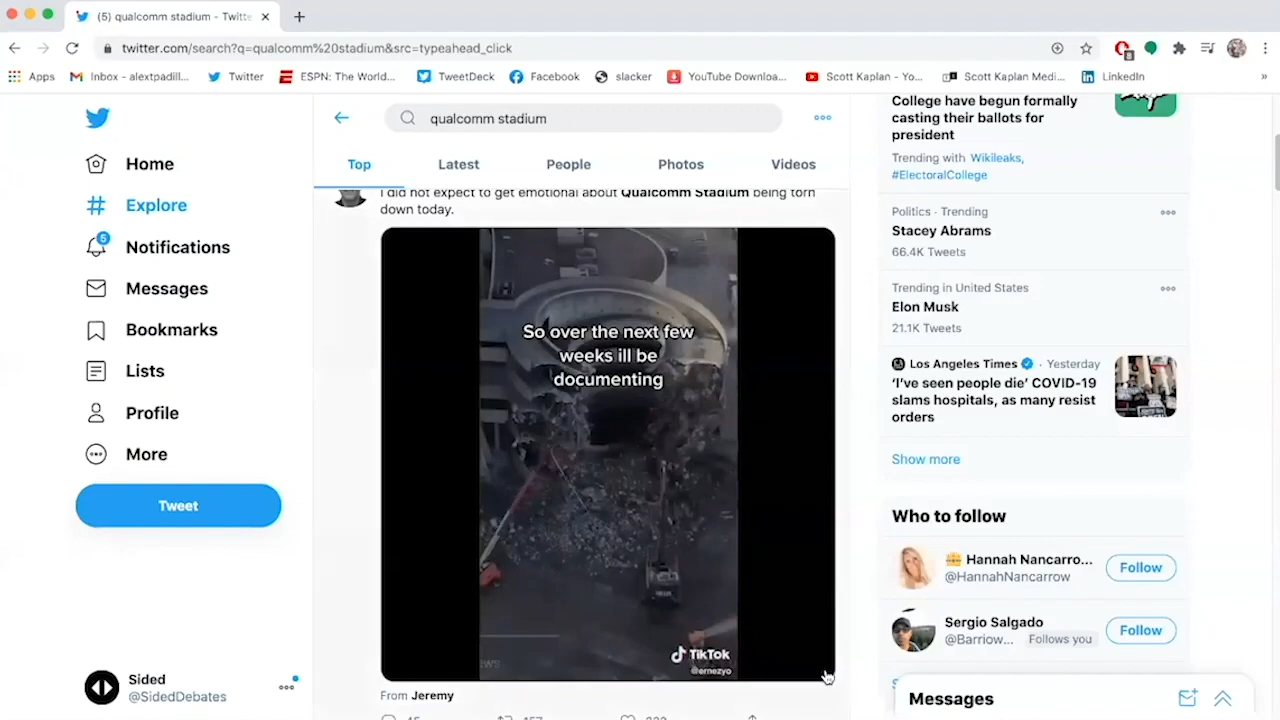 (5) qualcomm stadium - Twitte
twitter.com/search?q=qualcomm%20stadium&src=typeahead_click
8
Apps
Inbox - alextpadill...
Twitter
ESPN: The World...
TweetDeck
Facebook
slacker
YouTube Downloa...
Scott Kaplan - Yo...
Scott Kaplan Medi...
LinkedIn
»
Home
Explore
5
Notifications
Messages
Bookmarks
Lists
Profile
More
Tweet
Sided
@SidedDebates
qualcomm stadium
Top
Latest
People
Photos
Videos
I did not expect to get emotional about Qualcomm Stadium being torn
down today.
So over the next few
weeks ill be
documenting
TikTok
@ernezyo
From Jeremy
45
157
College have begun formally
casting their ballots for
president
Trending with Wikileaks,
#ElectoralCollege
Politics · Trending
Stacey Abrams
66.4K Tweets
Trending in United States
Elon Musk
21.1K Tweets
Los Angeles Times · Yesterday
‘I’ve seen people die’ COVID-19
slams hospitals, as many resist
orders
Show more
Who to follow
Hannah Nancarro...
@HannahNancarrow
Follow
Sergio Salgado
@Barriow... Follows you
Follow
Messages